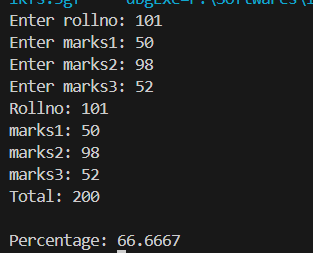 Enter rollno: 101
Enter marks1: 50
Enter marks2: 98
Enter marks3: 52
Rollno: 101
marks1: 50
marks2: 98
marks3: 52
Total: 200
Percentage: 66.6667